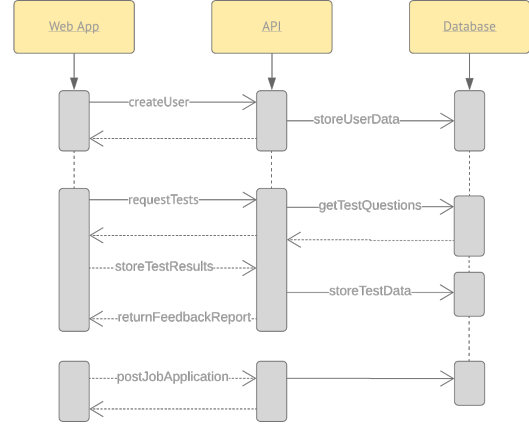 Web App
API
Database
createUser
storeUserData
requestTests
getTestQuestions
storeTestResults
storeTestData
returnFeedbackReport
postJobApplication